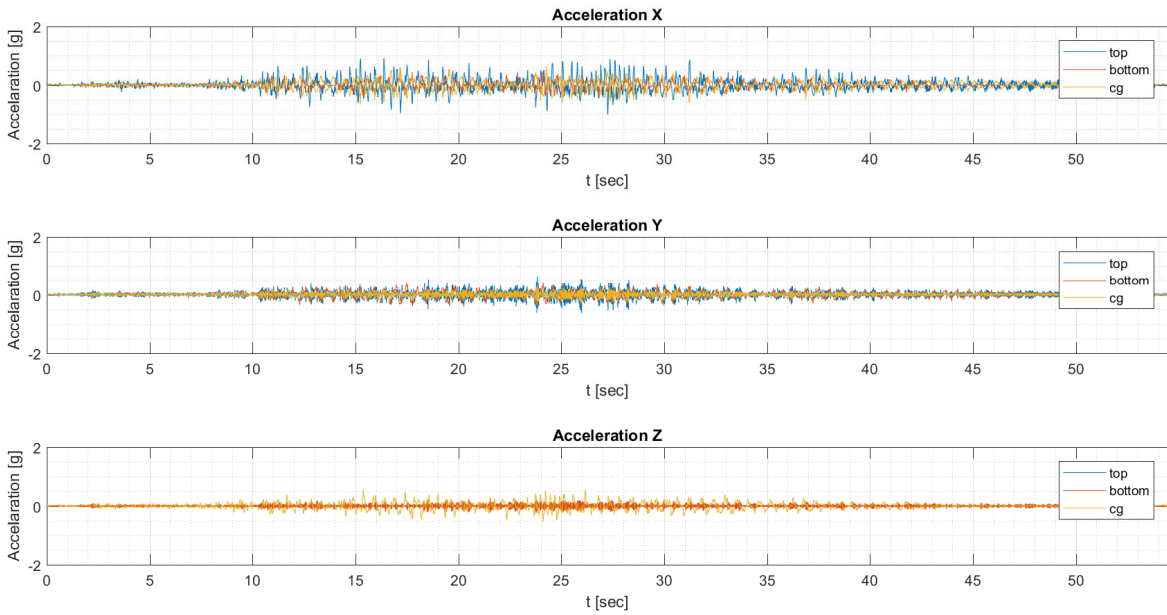 Acceleration X
Accelaration [g]
2
0
-2
0 5 10 15 20 25 30 35 40 45 50
t [sec]
top
bottom
cg
Acceleration Y
Accelaration [g]
2
0
-2
0 5 10 15 20 25 30 35 40 45 50
t [sec]
top
bottom
cg
Acceleration Z
Accelaration [g]
2
0
-2
0 5 10 15 20 25 30 35 40 45 50
t [sec]
top
bottom
cg